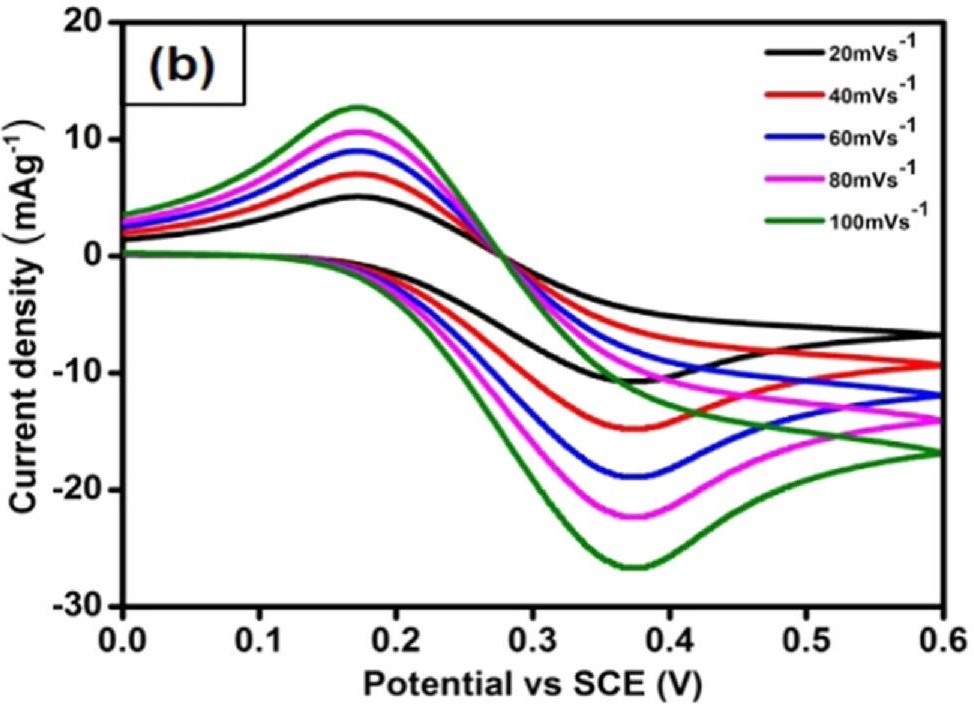 (b)
20mVs⁻¹
40mVs⁻¹
60mVs⁻¹
80mVs⁻¹
100mVs⁻¹
Current density (mAg⁻¹)
20
10
0
-10
-20
-30
0.0 0.1 0.2 0.3 0.4 0.5 0.6
Potential vs SCE (V)